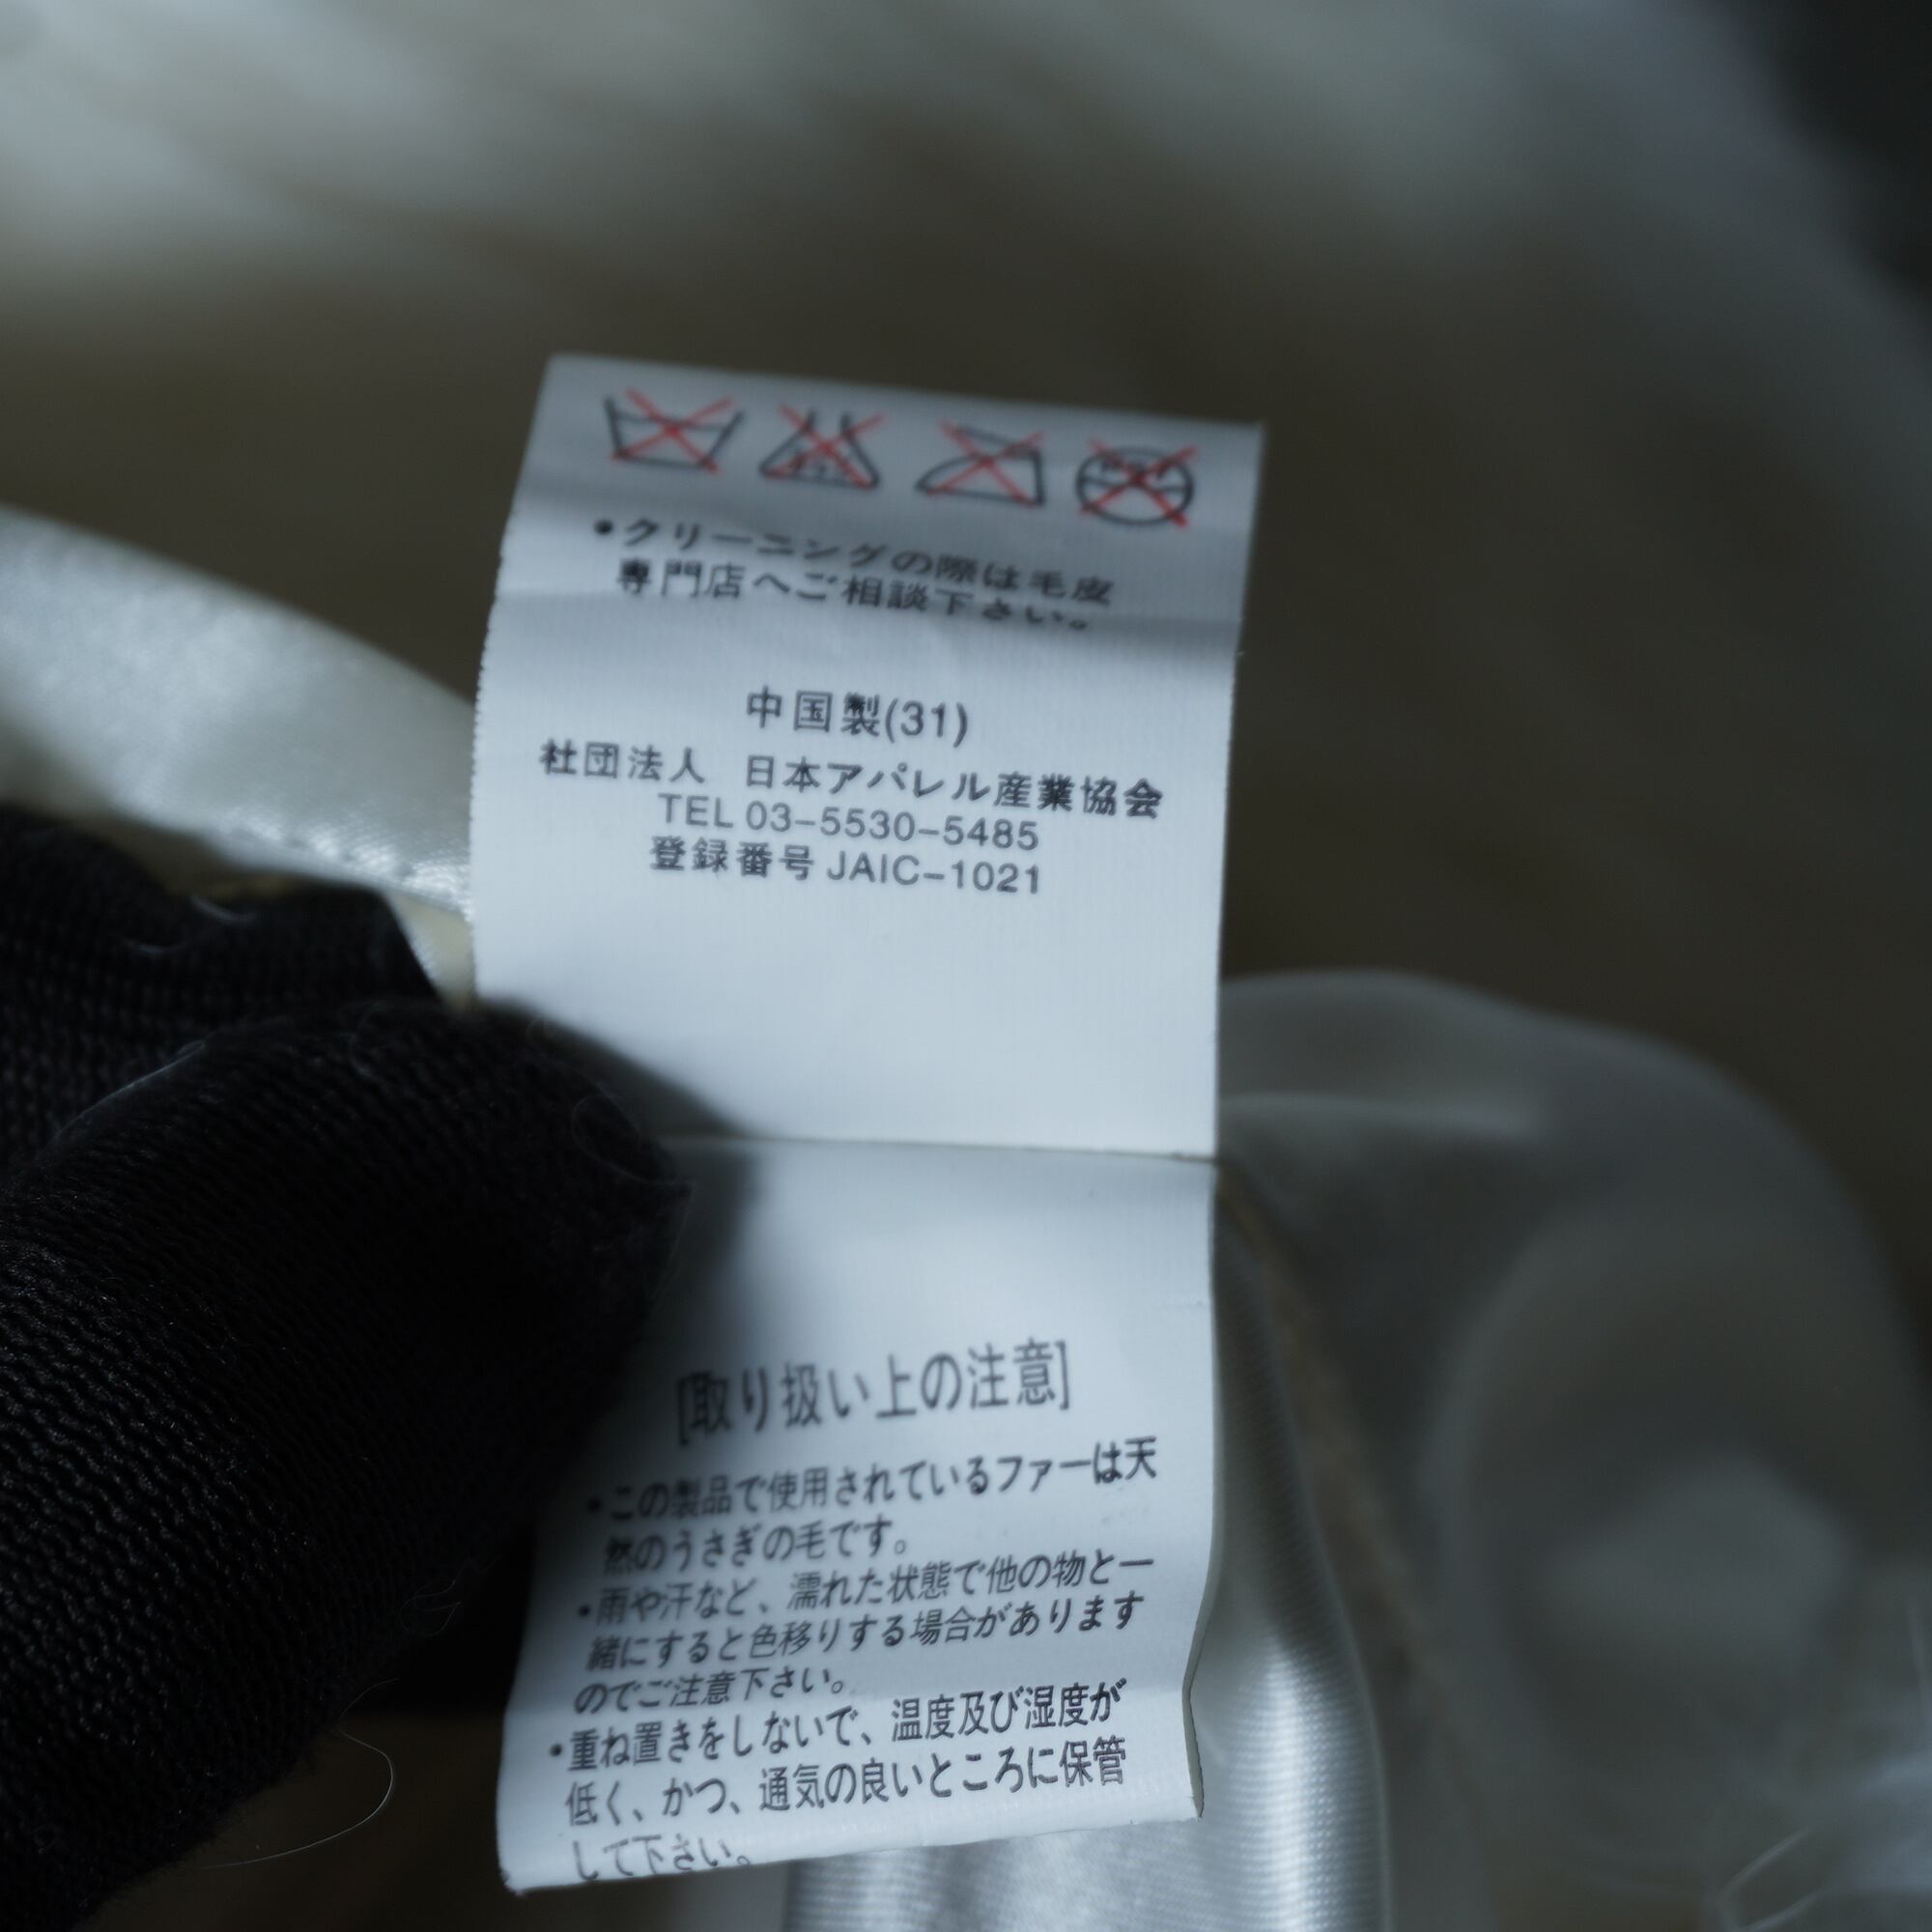 •クリーニングの際は毛皮
専門店へご相談下さい。
中国製(31)
社団法人 日本アパレル産業協会
TEL 03-5530-5485
登録番号 JAIC-1021
[取り扱い上の注意]
•この製品で使用されているファーは天
然のうさぎの毛です。
•雨や汗など、濡れた状態で他の物と一
緒にすると色移りする場合があります
のでご注意下さい。
•重ね置きをしないで、温度及び湿度が
低く、かつ、通気の良いところに保管
して下さい。